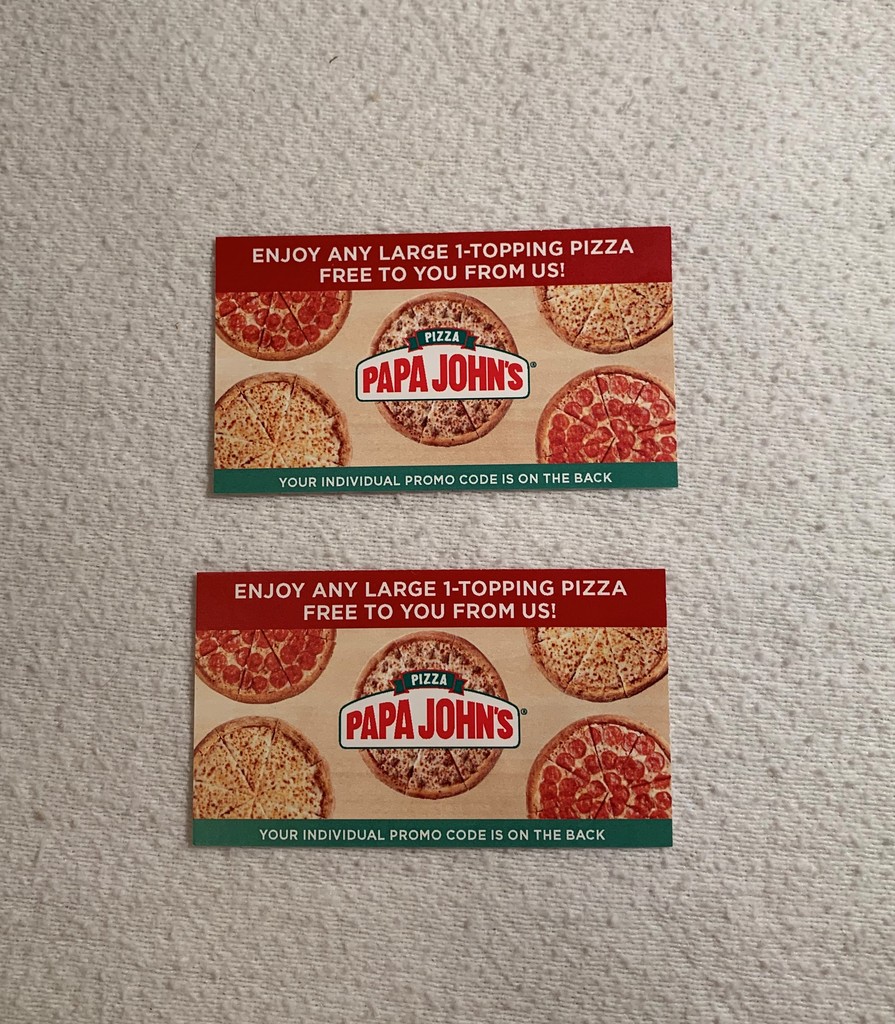 ENJOY ANY LARGE 1-TOPPING PIZZA
FREE TO YOU FROM US!
PIZZA
PAPA JOHN'S®
YOUR INDIVIDUAL PROMO CODE IS ON THE BACK
ENJOY ANY LARGE 1-TOPPING PIZZA
FREE TO YOU FROM US!
PIZZA
PAPA JOHN'S®
YOUR INDIVIDUAL PROMO CODE IS ON THE BACK